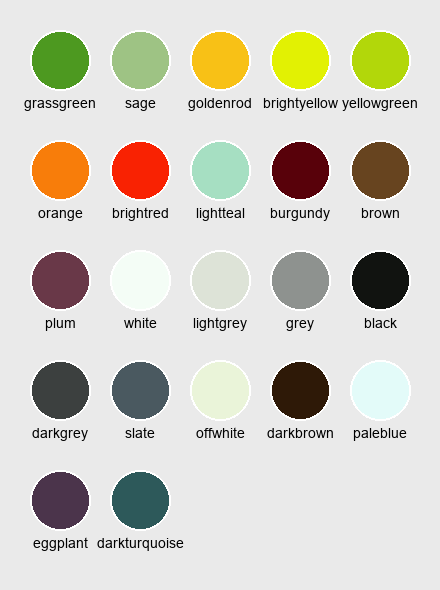 grassgreen sage goldenrod brightyellow yellowgreen
orange brightred lightteal burgundy brown
plum white lightgrey grey black
darkgrey slate offwhite darkbrown paleblue
eggplant darkturquoise